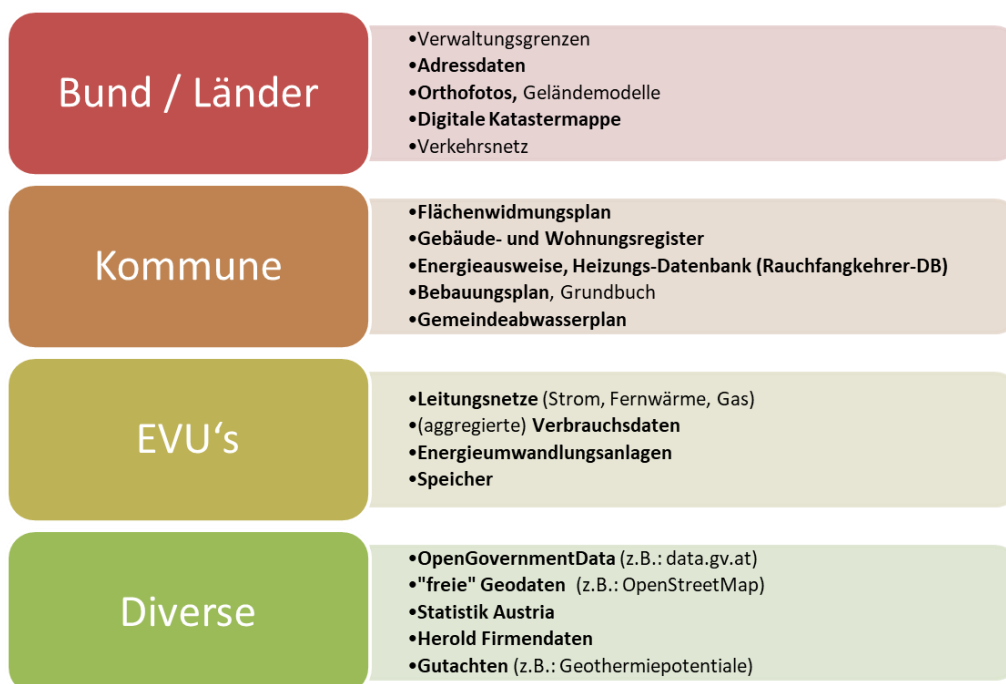 Bund / Länder
•Verwaltungsgrenzen
•Adressdaten
•Orthofotos, Geländemodelle
•Digitale Katastermappe
•Verkehrsnetz
Kommune
•Flächenwidmungsplan
•Gebäude- und Wohnungsregister
•Energieausweise, Heizungs-Datenbank (Rauchfangkehrer-DB)
•Bebauungsplan, Grundbuch
•Gemeindeabwasserplan
EVU‘s
•Leitungsnetze (Strom, Fernwärme, Gas)
•(aggregierte) Verbrauchsdaten
•Energieumwandlungsanlagen
•Speicher
Diverse
•OpenGovernmentData (z.B.: data.gv.at)
•"freie" Geodaten (z.B.: OpenStreetMap)
•Statistik Austria
•Herold Firmendaten
•Gutachten (z.B.: Geothermiepotentiale)